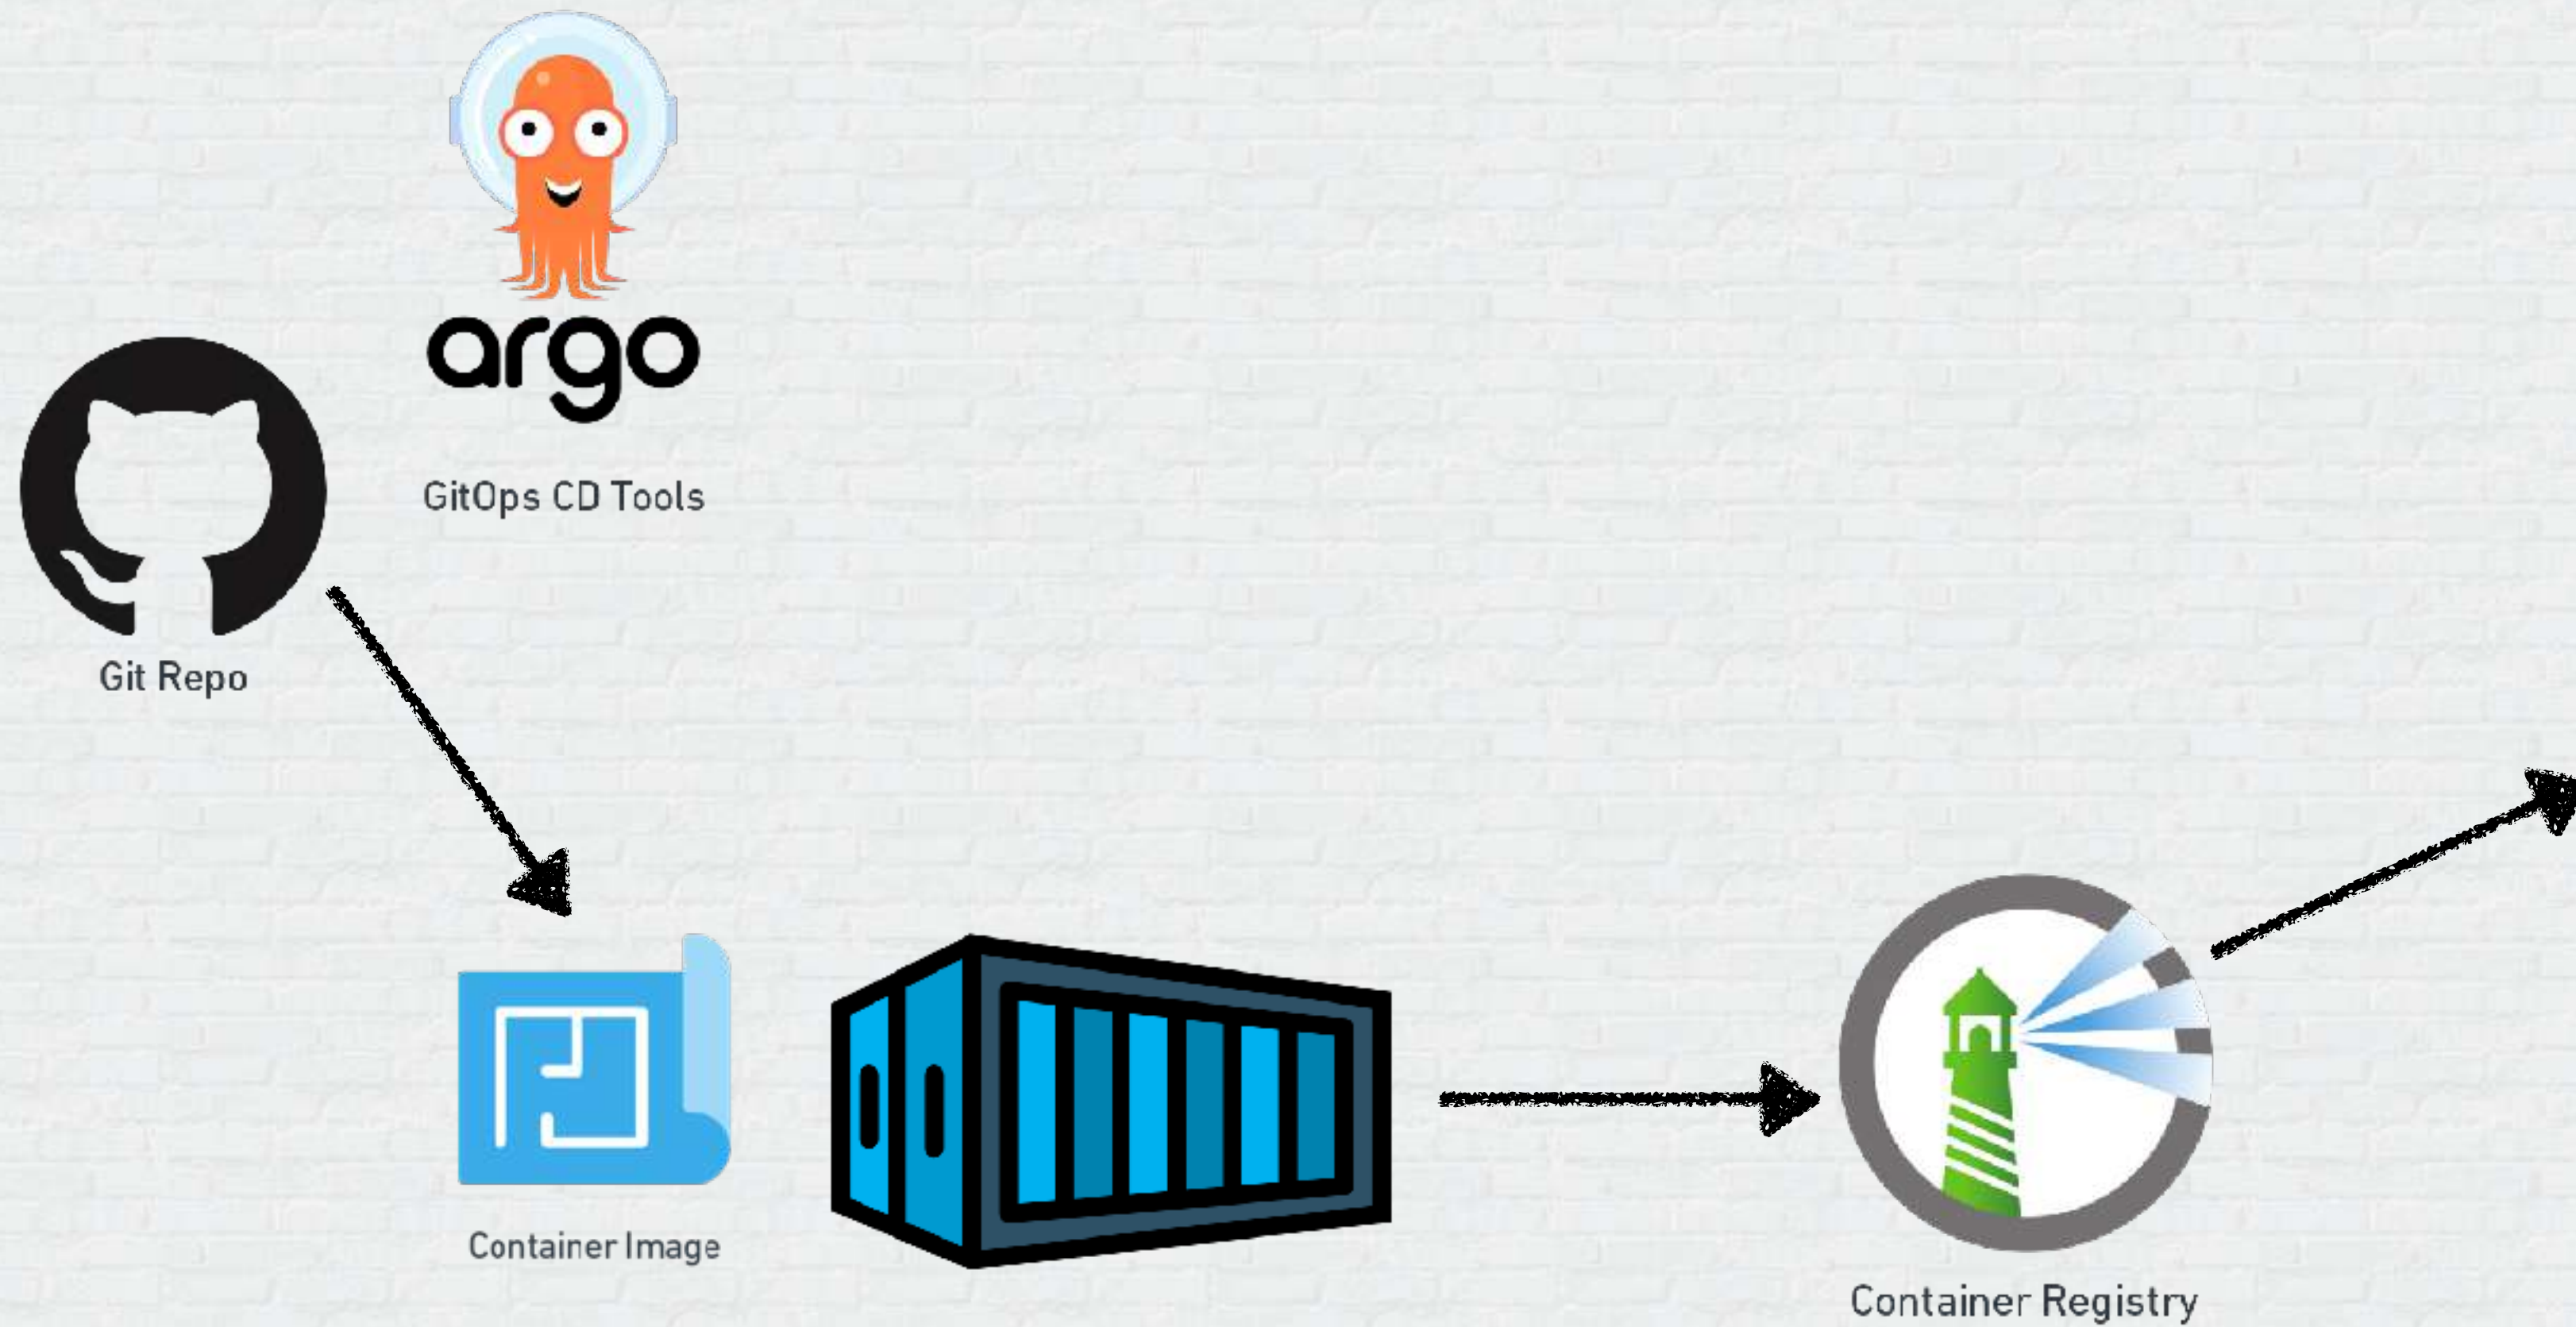 argo
GitOps CD Tools
Git Repo
Container Image
Container Registry